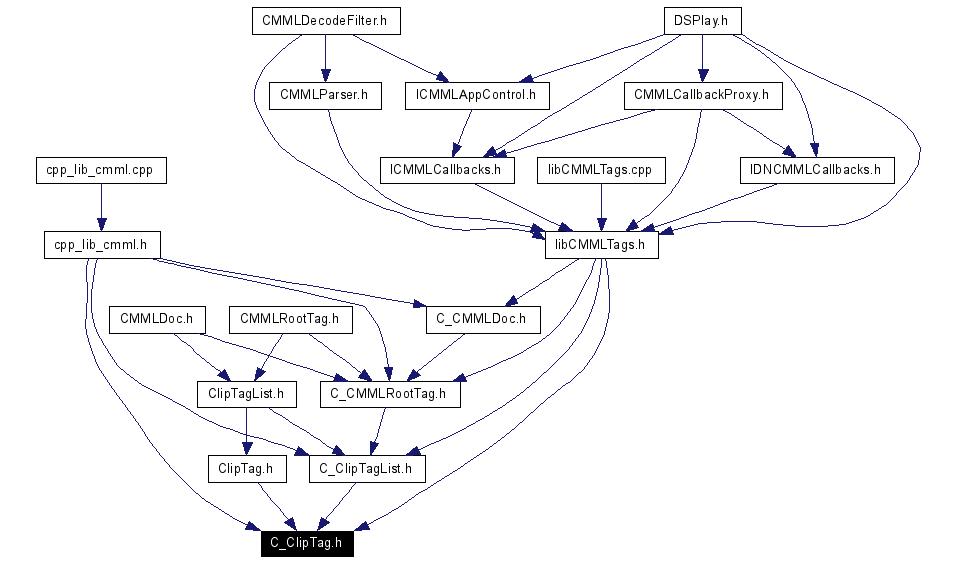 CMMLDecodeFilter.h
DSPlay.h
CMMLParser.h
ICMMLAppControl.h
CMMLCallbackProxy.h
cpp_lib_cmml.cpp
ICMMLCallbacks.h
libCMMLTags.cpp
IDNCMMLCallbacks.h
cpp_lib_cmml.h
libCMMLTags.h
CMMLDoc.h
CMMLRootTag.h
C_CMMLDoc.h
ClipTagList.h
C_CMMLRootTag.h
ClipTag.h
C_ClipTagList.h
C_ClipTag.h